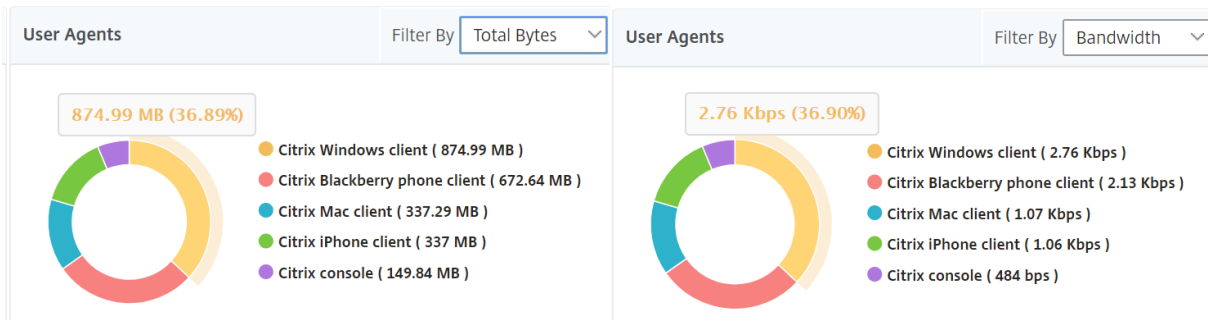 User Agents
Filter By Total Bytes
874.99 MB (36.89%)
Citrix Windows client ( 874.99 MB )
Citrix Blackberry phone client ( 672.64 MB )
Citrix Mac client ( 337.29 MB )
Citrix iPhone client ( 337 MB )
Citrix console ( 149.84 MB )
User Agents
Filter By Bandwidth
2.76 Kbps (36.90%)
Citrix Windows client ( 2.76 Kbps )
Citrix Blackberry phone client ( 2.13 Kbps )
Citrix Mac client ( 1.07 Kbps )
Citrix iPhone client ( 1.06 Kbps )
Citrix console ( 484 bps )